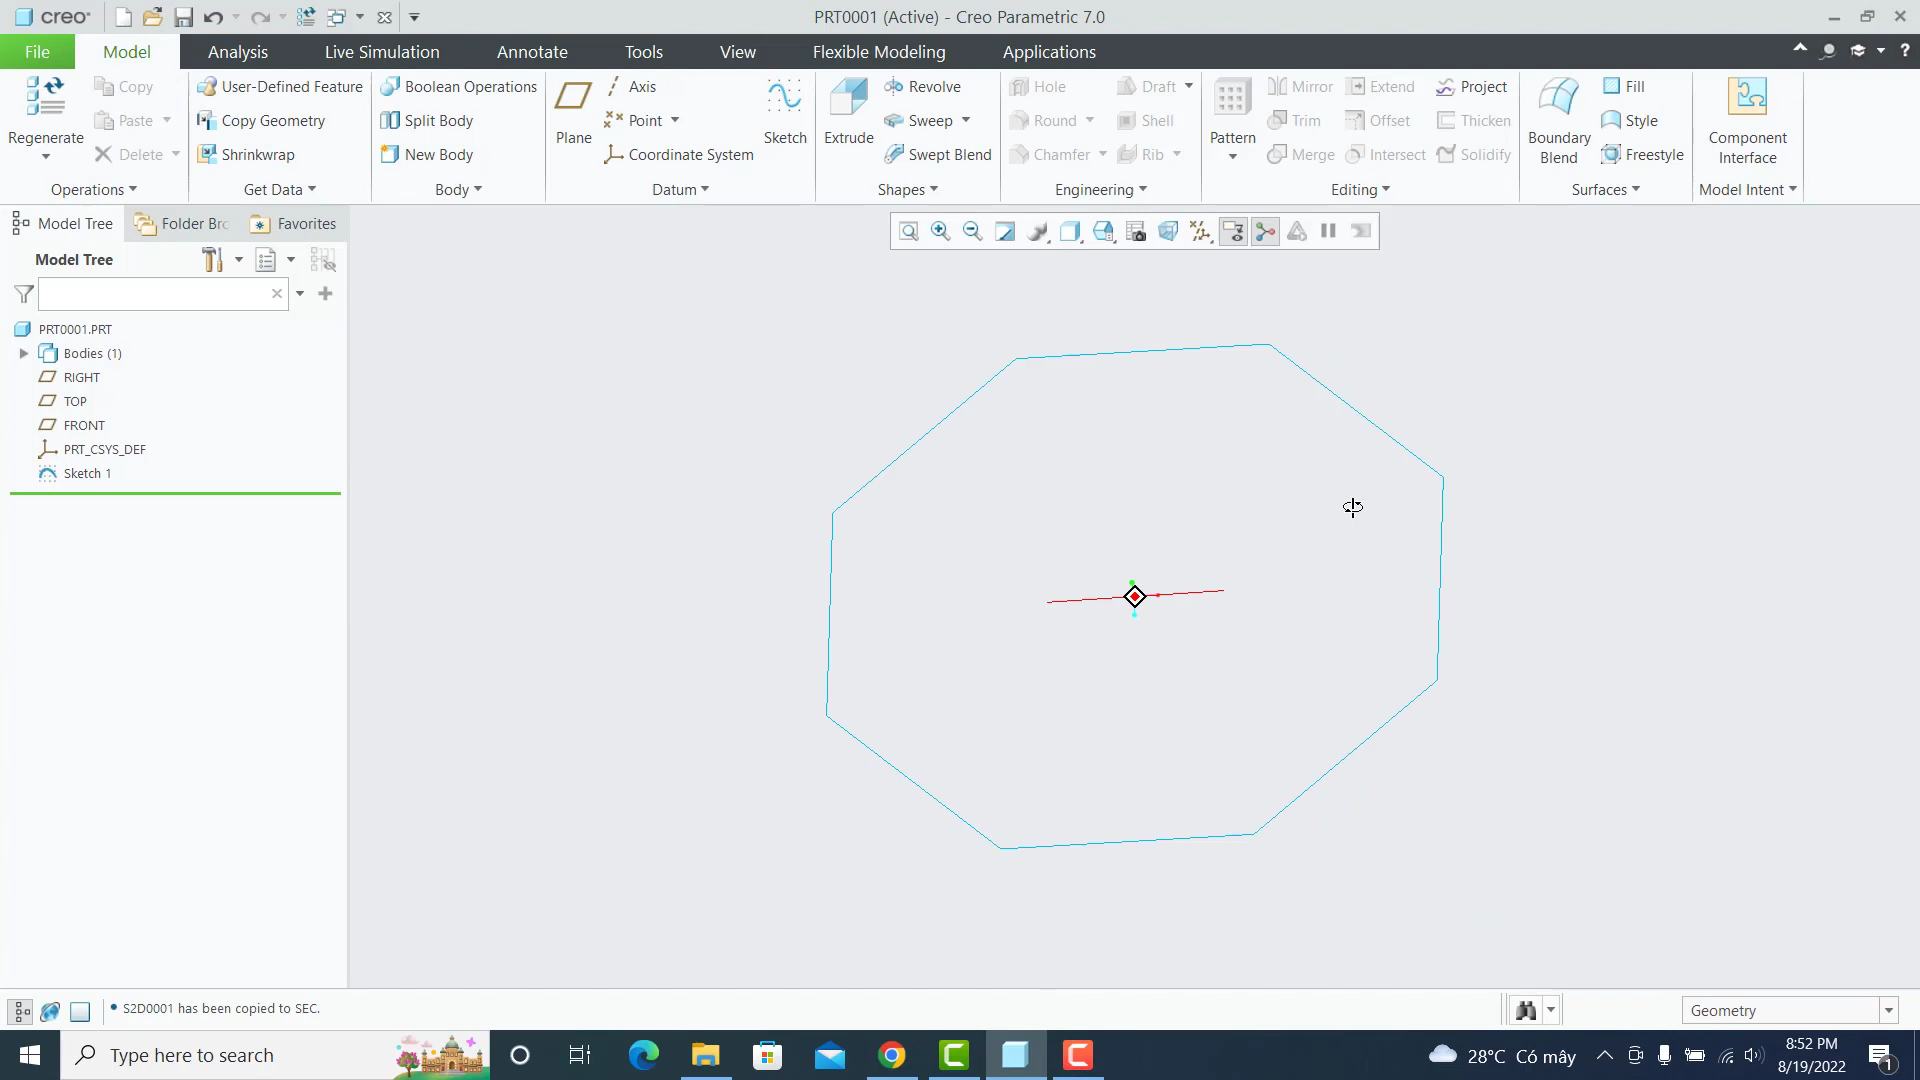 creo
PRT0001 (Active) - Creo Parametric 7.0
File Model Analysis Live Simulation Annotate Tools View Flexible Modeling Applications
Regenerate
Copy
Paste
Delete
Operations
User-Defined Feature
Copy Geometry
Shrinkwrap
Get Data
Boolean Operations
Split Body
New Body
Body
Plane
Axis
Point
Coordinate System
Sketch
Datum
Extrude
Revolve
Sweep
Swept Blend
Shapes
Hole
Round
Chamfer
Draft
Shell
Rib
Engineering
Pattern
Mirror
Trim
Merge
Extend
Offset
Intersect
Project
Thicken
Solidify
Editing
Boundary
Blend
Fill
Style
Freestyle
Surfaces
Component
Interface
Model Intent
Model Tree Folder Brc Favorites
Model Tree
PRT0001.PRT
Bodies (1)
RIGHT
TOP
FRONT
PRT_CSYS_DEF
Sketch 1
S2D0001 has been copied to SEC.
Geometry
Type here to search
28°C Có mây
8:52 PM
8/19/2022
1